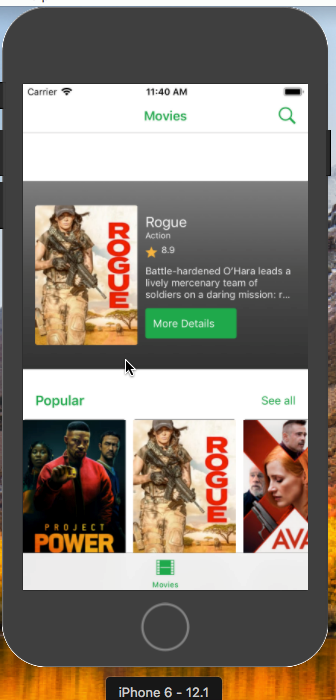 Carrier 11:40 AM
Movies
ROGUE
Rogue
Action
8.9
Battle-hardened O'Hara leads a
lively mercenary team of
soldiers on a daring mission: r...
More Details
Popular See all
PROJECT
POWER
ROGUE
AVA
Movies
iPhone 6 - 12.1